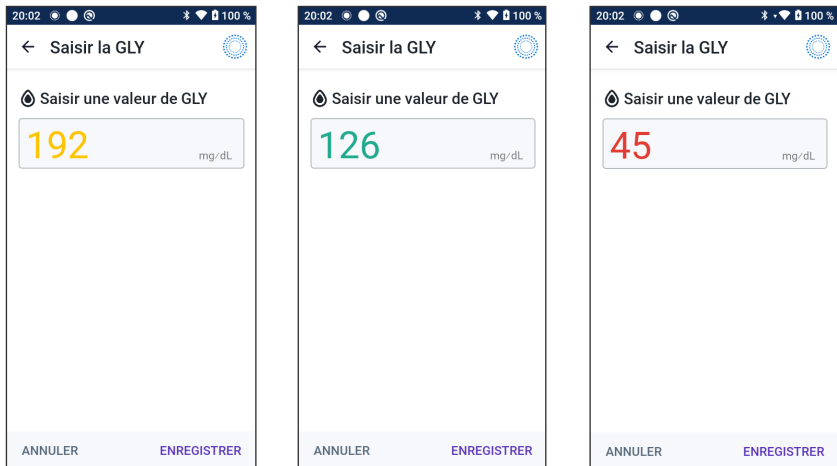 20:02 100 %
Saisir la GLY
Saisir une valeur de GLY
192 mg/dL
ANNULER ENREGISTRER
20:02 100 %
Saisir la GLY
Saisir une valeur de GLY
126 mg/dL
ANNULER ENREGISTRER
20:02 100 %
Saisir la GLY
Saisir une valeur de GLY
45 mg/dL
ANNULER ENREGISTRER